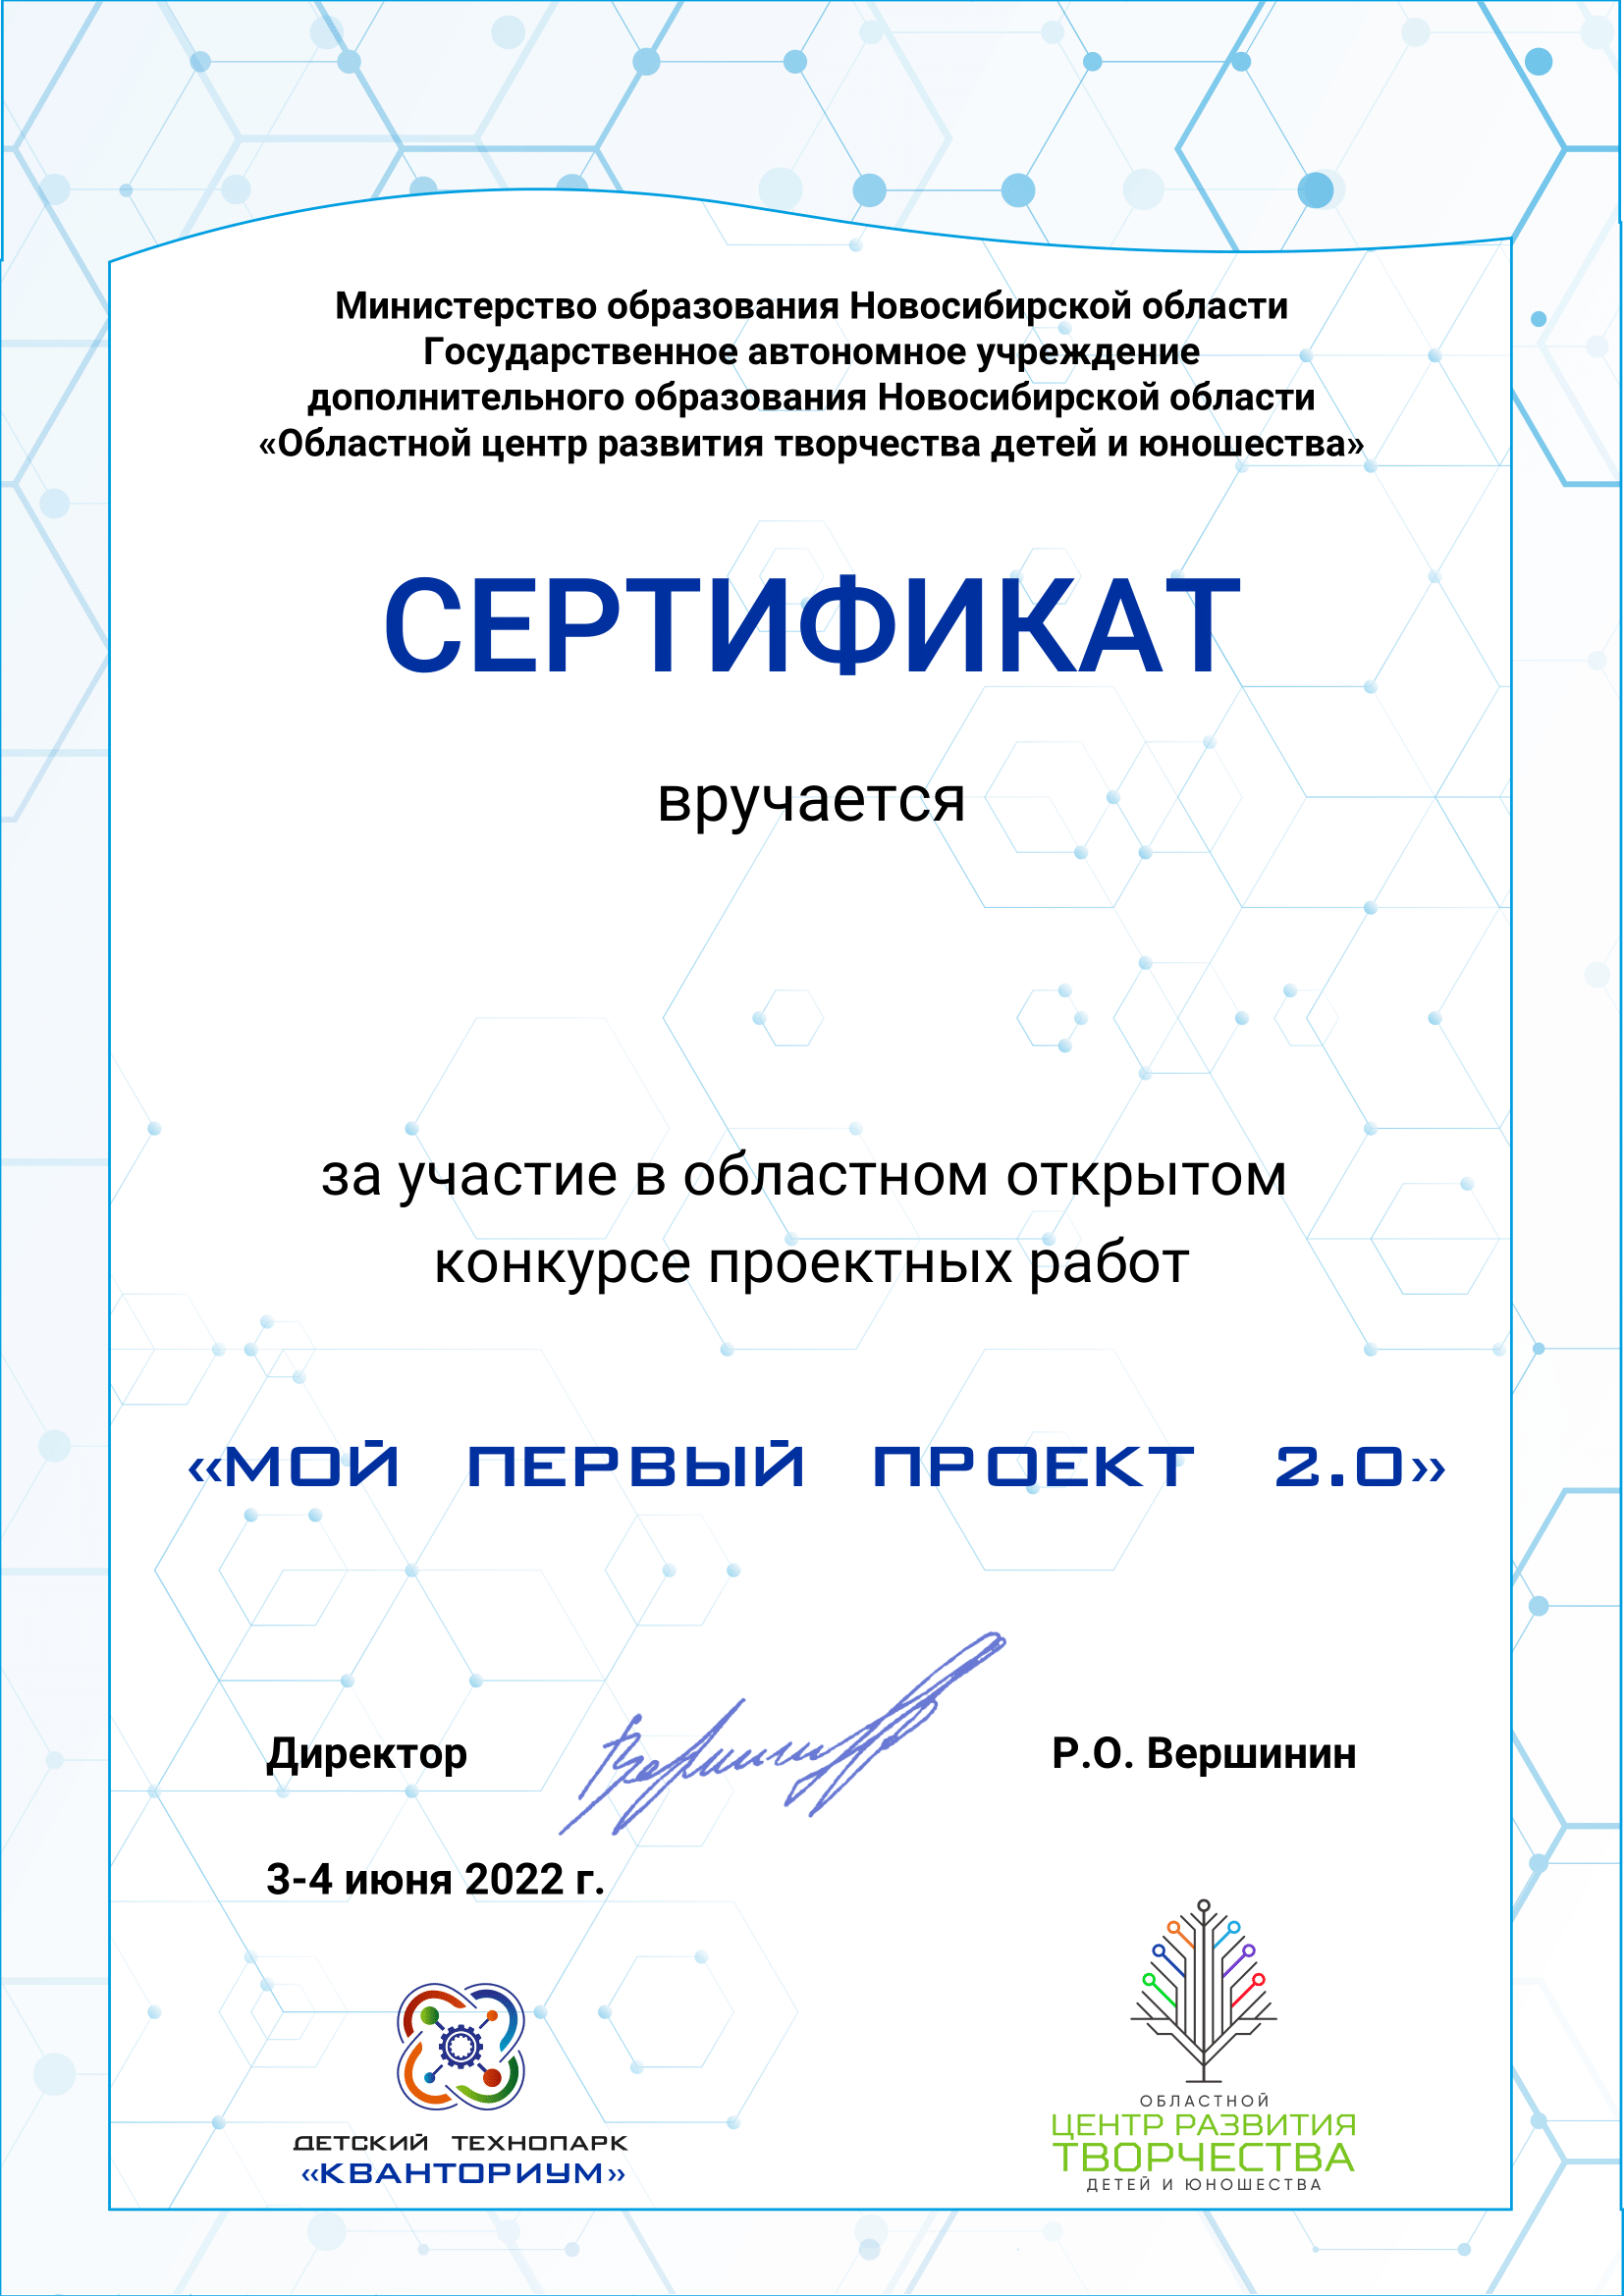 Министерство образования Новосибирской области
Государственное автономное учреждение
дополнительного образования Новосибирской области
«Областной центр развития творчества детей и юношества»
СЕРТИФИКАТ
вручается
за участие в областном открытом
конкурсе проектных работ
«МОЙ ПЕРВЫЙ ПРОЕКТ 2.0»
Директор
Р.О. Вершинин
3-4 июня 2022 г.
ДЕТСКИЙ ТЕХНОПАРК
«КВАНТОРИУМ»
ОБЛАСТНОЙ
ЦЕНТР РАЗВИТИЯ
ТВОРЧЕСТВА
ДЕТЕЙ И ЮНОШЕСТВА